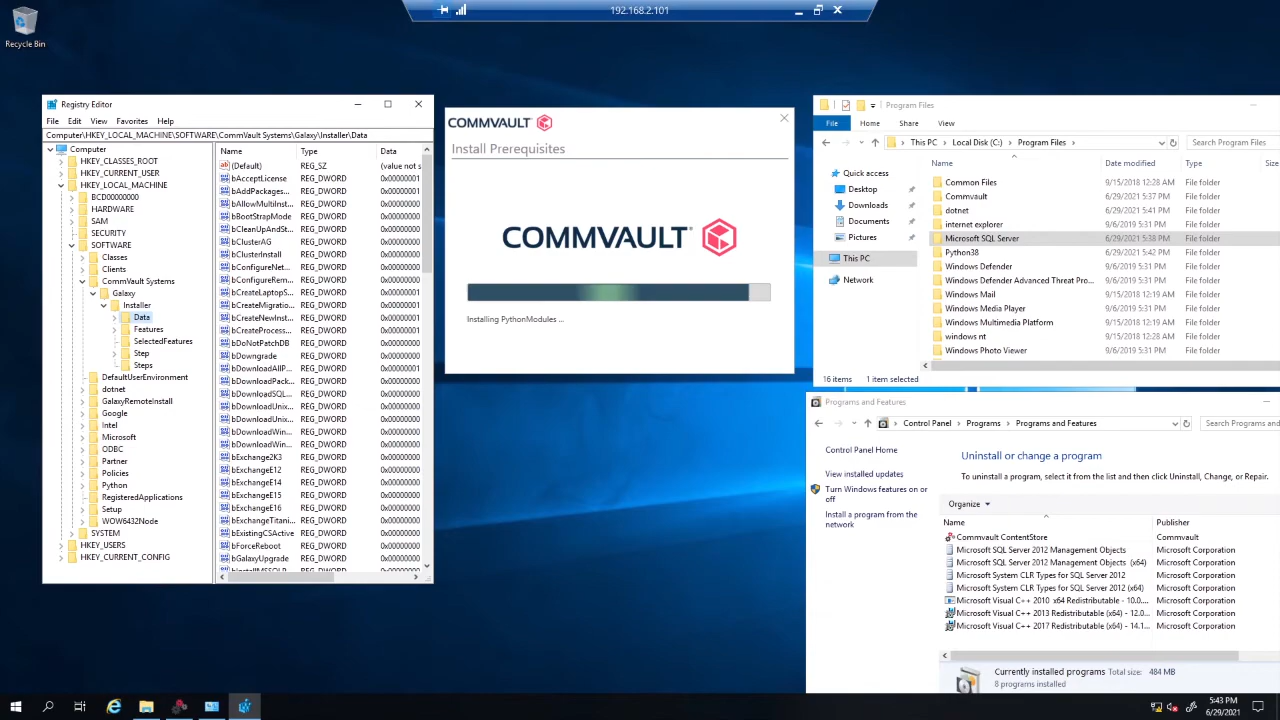 192.168.2.101
Recycle Bin
Registry Editor
File Edit View Favorites Help
Computer\HKEY_LOCAL_MACHINE\SOFTWARE\CommVault Systems\Galaxy\Installer\Data
Computer
HKEY_CLASSES_ROOT
HKEY_CURRENT_USER
HKEY_LOCAL_MACHINE
BCD00000000
HARDWARE
SAM
SECURITY
SOFTWARE
Classes
Clients
CommVault Systems
Galaxy
Installer
Data
Features
SelectedFeatures
Step
Steps
DefaultUserEnvironment
dotnet
GalaxyRemoteInstall
Google
Intel
Microsoft
ODBC
Partner
Policies
Python
RegisteredApplications
Setup
WOW6432Node
SYSTEM
HKEY_USERS
HKEY_CURRENT_CONFIG
Name Type Data
(Default) REG_SZ (value not s
bAcceptLicense REG_DWORD 0x00000001
bAddPackages... REG_DWORD 0x00000001
bAllowMultiInst... REG_DWORD 0x00000001
bBootStrapMode REG_DWORD 0x00000000
bCleanUpAndSt... REG_DWORD 0x00000000
bClusterAG REG_DWORD 0x00000000
bClusterInstall REG_DWORD 0x00000000
bConfigureNet... REG_DWORD 0x00000000
bConfigureRem... REG_DWORD 0x00000000
bCreateLaptopS... REG_DWORD 0x00000001
bCreateMigratio... REG_DWORD 0x00000000
bCreateNewInst... REG_DWORD 0x00000001
bCreateProcess... REG_DWORD 0x00000000
bDoNotPatchDB REG_DWORD 0x00000000
bDowngrade REG_DWORD 0x00000000
bDownloadAllP... REG_DWORD 0x00000000
bDownloadPack... REG_DWORD 0x00000000
bDownloadSQL... REG_DWORD 0x00000000
bDownloadUnix... REG_DWORD 0x00000000
bDownloadUnix... REG_DWORD 0x00000000
bDownloadWin... REG_DWORD 0x00000000
bDownloadWin... REG_DWORD 0x00000000
bExchange2K3 REG_DWORD 0x00000000
bExchangeE12 REG_DWORD 0x00000000
bExchangeE14 REG_DWORD 0x00000000
bExchangeE15 REG_DWORD 0x00000000
bExchangeE16 REG_DWORD 0x00000000
bExchangeTitani... REG_DWORD 0x00000000
bExistingCSActive REG_DWORD 0x00000000
bForceReboot REG_DWORD 0x00000000
bGalaxyUpgrade REG_DWORD 0x00000000
COMMVAULT
Install Prerequisites
COMMVAULT
Installing PythonModules ...
Program Files
File Home Share View
This PC Local Disk (C:) Program Files Search Program Files
Quick access
Desktop
Downloads
Documents
Pictures
This PC
Network
Name Date modified Type
Common Files 9/15/2018 12:28 AM File folder
Commvault 6/29/2021 5:37 PM File folder
dotnet 6/29/2021 5:41 PM File folder
internet explorer 9/6/2019 5:31 PM File folder
Microsoft SQL Server 6/29/2021 5:38 PM File folder
Python38 6/29/2021 5:42 PM File folder
Windows Defender 9/6/2019 5:31 PM File folder
Windows Defender Advanced Threat Pro... 9/6/2019 5:31 PM File folder
Windows Mail 9/15/2018 12:19 AM File folder
Windows Media Player 9/6/2019 5:31 PM File folder
Windows Multimedia Platform 9/15/2018 12:19 AM File folder
windows nt 9/15/2018 12:28 AM File folder
Windows Photo Viewer 9/6/2019 5:31 PM File folder
16 items 1 item selected
Programs and Features
Control Panel Programs Programs and Features Search Programs and
Control Panel Home
View installed updates
Turn Windows features on or
off
Install a program from the
network
Uninstall or change a program
To uninstall a program, select it from the list and then click Uninstall, Change, or Repair.
Organize
Name Publisher
Commvault ContentStore Commvault
Microsoft SQL Server 2012 Management Objects Microsoft Corporation
Microsoft SQL Server 2012 Management Objects (x64) Microsoft Corporation
Microsoft System CLR Types for SQL Server 2012 Microsoft Corporation
Microsoft System CLR Types for SQL Server 2012 (x64) Microsoft Corporation
Microsoft Visual C++ 2010 x64 Redistributable - 10.0.... Microsoft Corporation
Microsoft Visual C++ 2013 Redistributable (x64) - 12.0... Microsoft Corporation
Microsoft Visual C++ 2017 Redistributable (x64) - 14.1... Microsoft Corporation
Currently installed programs Total size: 484 MB
8 programs installed
5:43 PM
6/29/2021